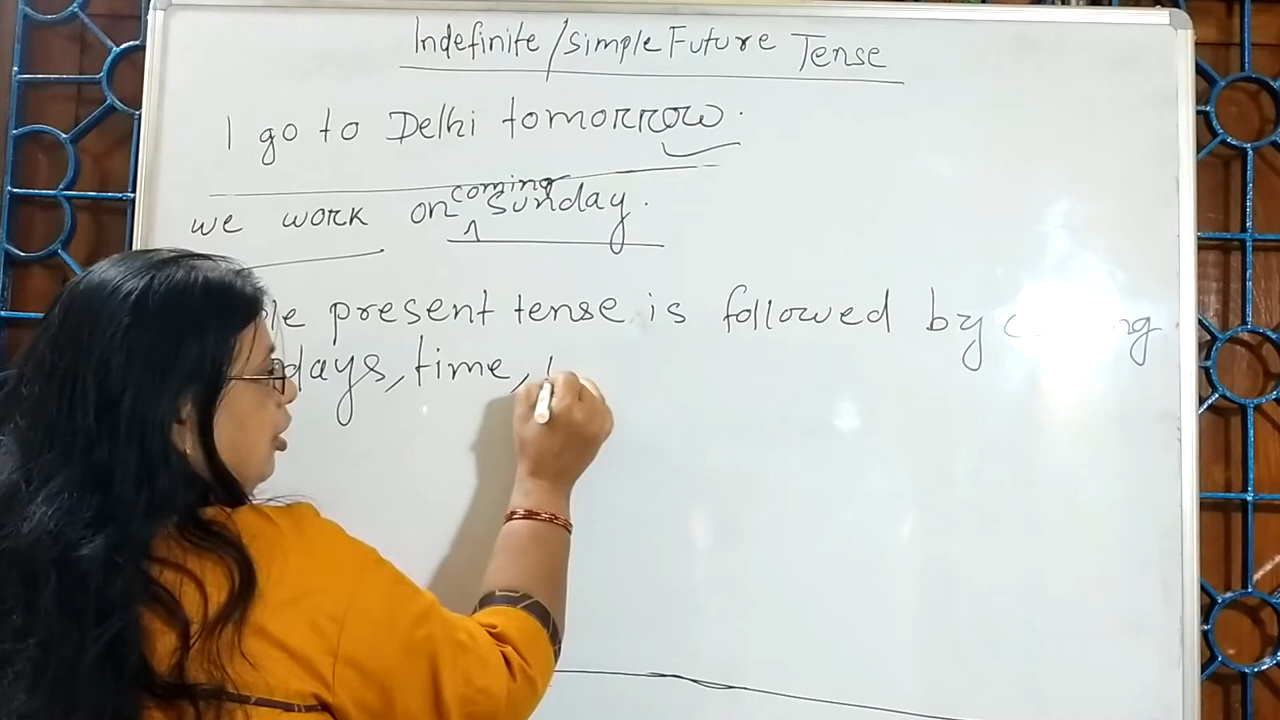 Indefinite/Simple Future Tense
I go to Delhi tomorrow.
coming
we work on Sunday.
present tense is followed by
days, time,